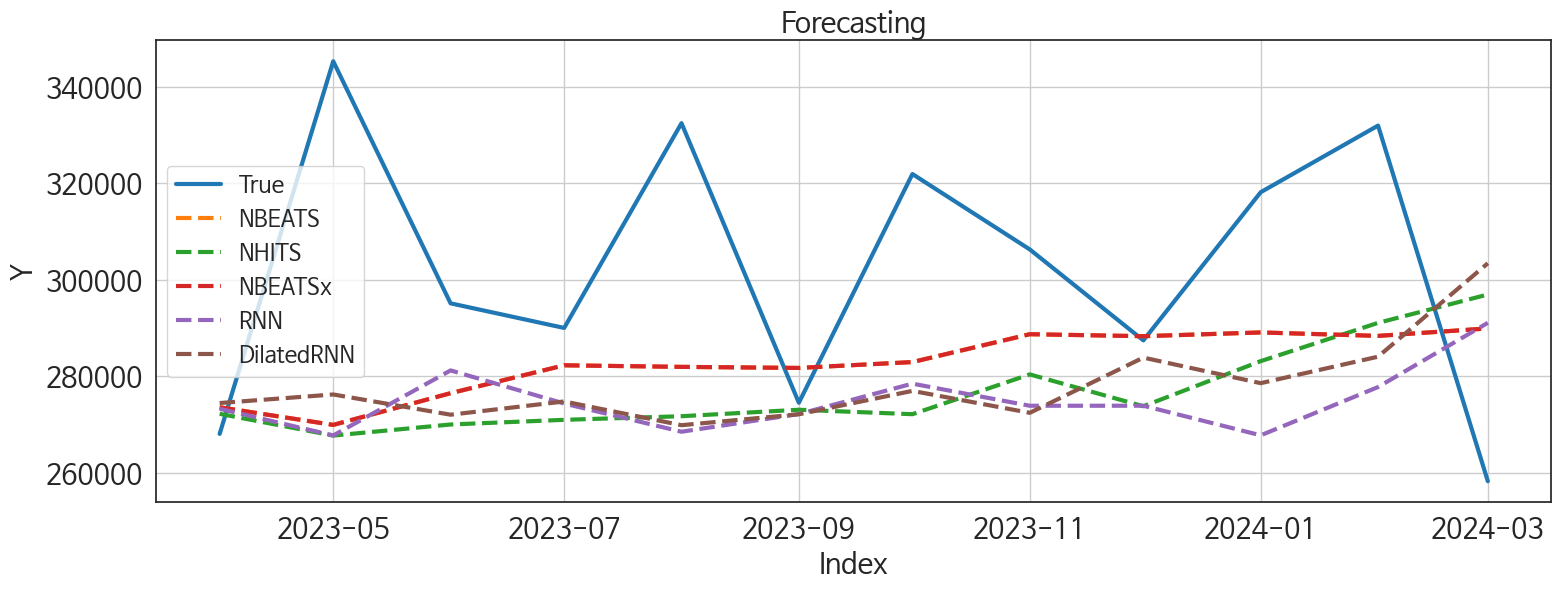 Forecasting
340000
320000
300000
280000
260000
Y
True
NBEATS
NHITS
NBEATSx
RNN
DilatedRNN
2023-05
2023-07
2023-09
2023-11
2024-01
2024-03
Index